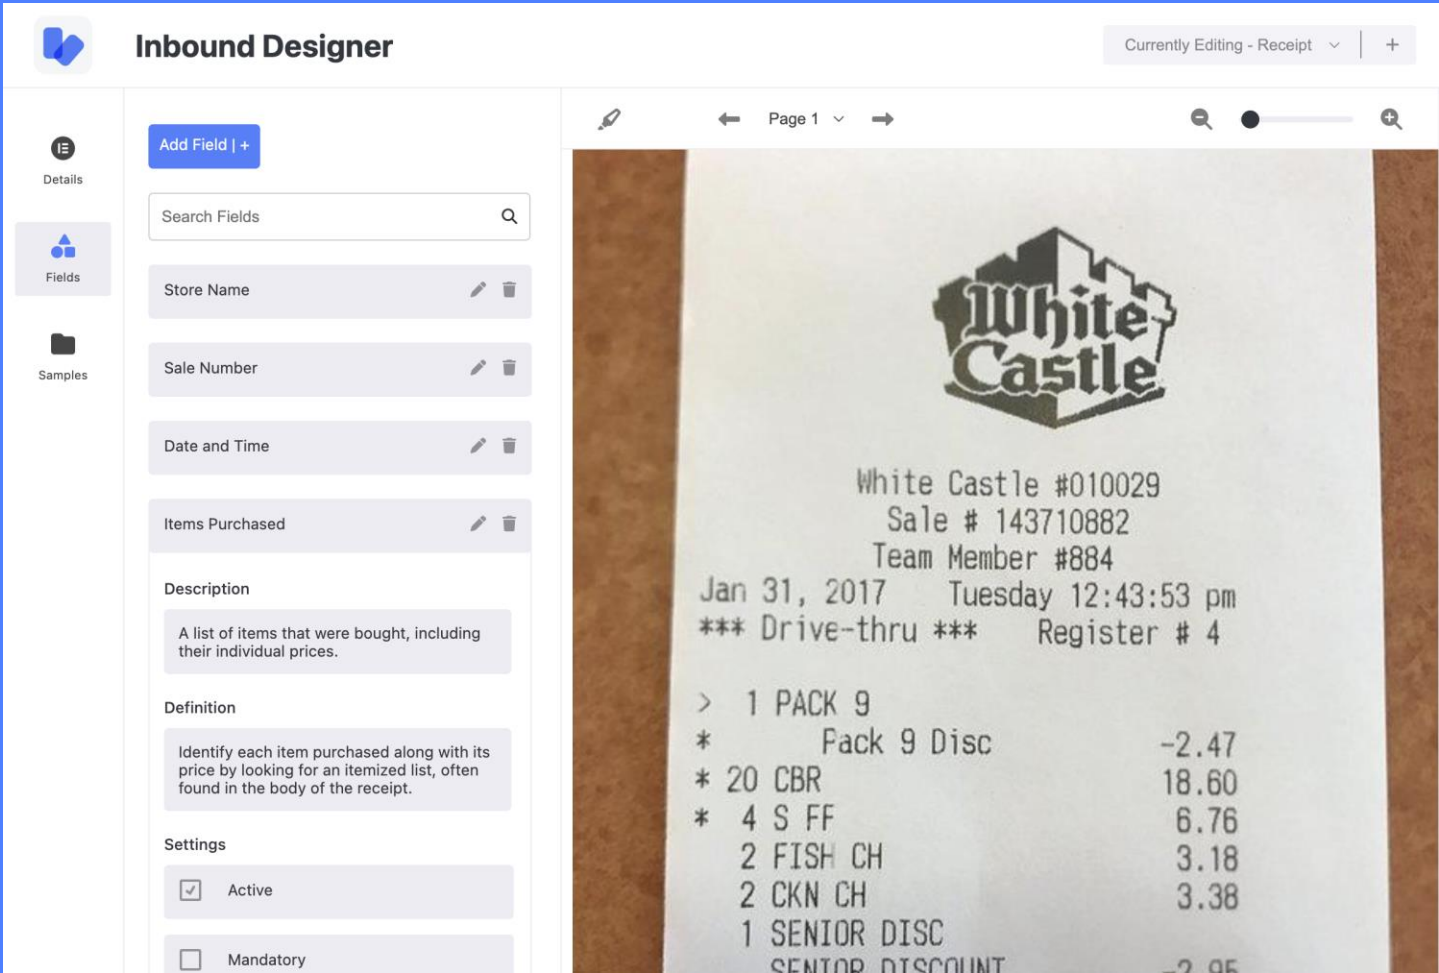 Inbound Designer
Currently Editing - Receipt
Details
Fields
Samples
Add Field | +
Search Fields
Store Name
Sale Number
Date and Time
Items Purchased
Description
A list of items that were bought, including
their individual prices.
Definition
Identify each item purchased along with its
price by looking for an itemized list, often
found in the body of the receipt.
Settings
Active
Mandatory
Page 1
White
Castle
White Castle #010029
Sale # 143710882
Team Member #884
Jan 31, 2017 Tuesday 12:43:53 pm
*** Drive-thru *** Register # 4
> 1 PACK 9
* Pack 9 Disc -2.47
* 20 CBR 18.60
* 4 S FF 6.76
2 FISH CH 3.18
2 CKN CH 3.38
1 SENIOR DISC
SENIOR DISCOUNT -2.95